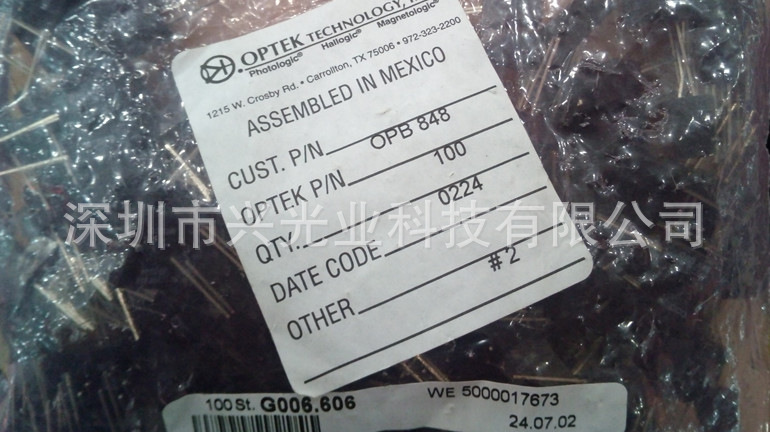 OPTEK TECHNOLOGY,
Photologic® Hallogic® Magnetologic®
1215 W. Crosby Rd. • Carrollton, TX 75006 • 972-323-2200
ASSEMBLED IN MEXICO
CUST. P/N
OPTEK P/N OPB 848
QTY. 100
DATE CODE 0224
OTHER #2
深圳市兴光业科技有限公司
100 St. G006.606
WE 5000017673
24.07.02